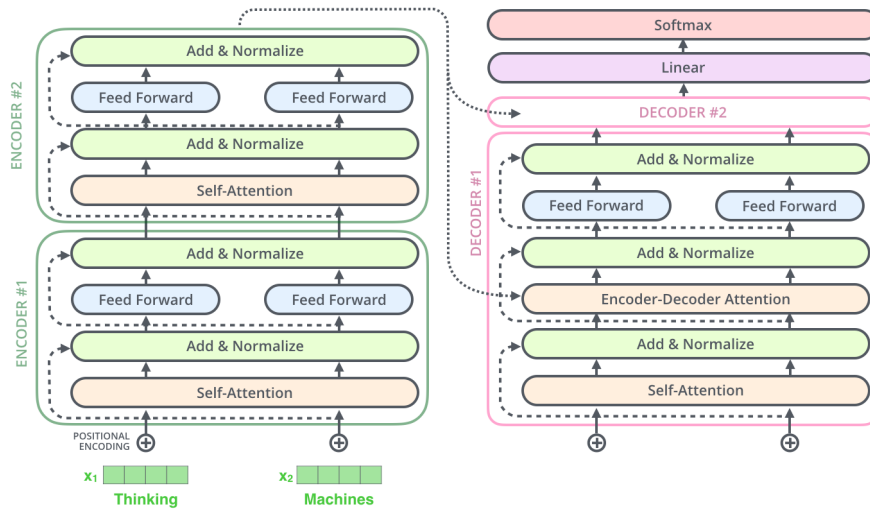 ENCODER #2
Add & Normalize
Feed Forward
Feed Forward
Add & Normalize
Self-Attention
ENCODER #1
Add & Normalize
Feed Forward
Feed Forward
Add & Normalize
Self-Attention
POSITIONAL
ENCODING
x1
x2
Thinking
Machines
Softmax
Linear
DECODER #2
DECODER #1
Add & Normalize
Feed Forward
Feed Forward
Add & Normalize
Encoder-Decoder Attention
Add & Normalize
Self-Attention